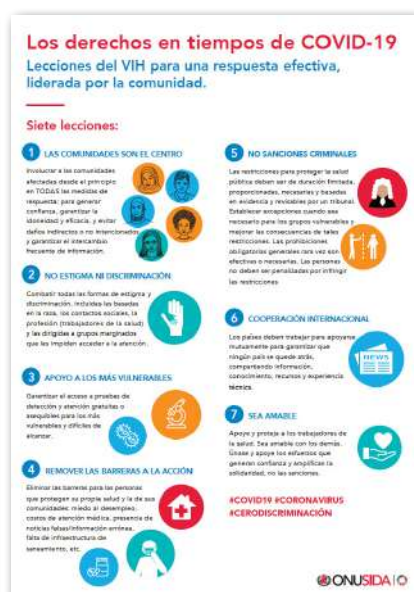 Los derechos en tiempos de COVID-19
Lecciones del VIH para una respuesta efectiva,
liderada por la comunidad.
Siete lecciones:
1 LAS COMUNIDADES SON EL CENTRO
Involucrar a las comunidades
afectadas desde el principio
en TODAS las medidas de
respuesta: para generar
confianza, garantizar la
idoneidad y eficacia, y evitar
daños indirectos o no intencionados
y garantizar el intercambio
frecuente de información.
2 NO ESTIGMA NI DISCRIMINACIÓN
Combatir todas las formas de estigma y
discriminación, incluidas las basadas
en la raza, los contactos sociales, la
profesión (trabajadores de la salud)
y las dirigidas a grupos marginados
que les impiden acceder a la atención.
3 APOYO A LOS MÁS VULNERABLES
Garantizar el acceso a pruebas de
detección y atención gratuitas o
asequibles para los más
vulnerables y difíciles de
alcanzar.
4 REMOVER LAS BARRERAS A LA ACCIÓN
Eliminar las barreras para las personas
que protegen su propia salud y la de sus
comunidades: miedo al desempleo,
costos de atención médica, presencia de
noticias falsas/información errónea,
falta de infraestructura de
saneamiento, etc.
5 NO SANCIONES CRIMINALES
Las restricciones para proteger la salud
pública deben ser de duración limitada,
proporcionadas, necesarias y basadas
en evidencia y revisables por un tribunal.
Establecer excepciones cuando sea
necesario para los grupos vulnerables y
mejorar las consecuencias de tales
restricciones. Las prohibiciones
obligatorias generales rara vez son
efectivas o necesarias. Las personas
no deben ser penalizadas por infringir
las restricciones
6 COOPERACIÓN INTERNACIONAL
Los países deben trabajar para apoyarse
mutuamente para garantizar que
ningún país se quede atrás,
compartiendo información,
conocimiento, recursos y experiencia
técnica.
NEWS
7 SEA AMABLE
Apoye y proteja a los trabajadores de
la salud. Sea amable con los demás.
Únase y apoye los esfuerzos que
generan confianza y amplifican la
solidaridad, no las sanciones.
#COVID19 #CORONAVIRUS
#CERODISCRIMINACIÓN
ONUSIDA